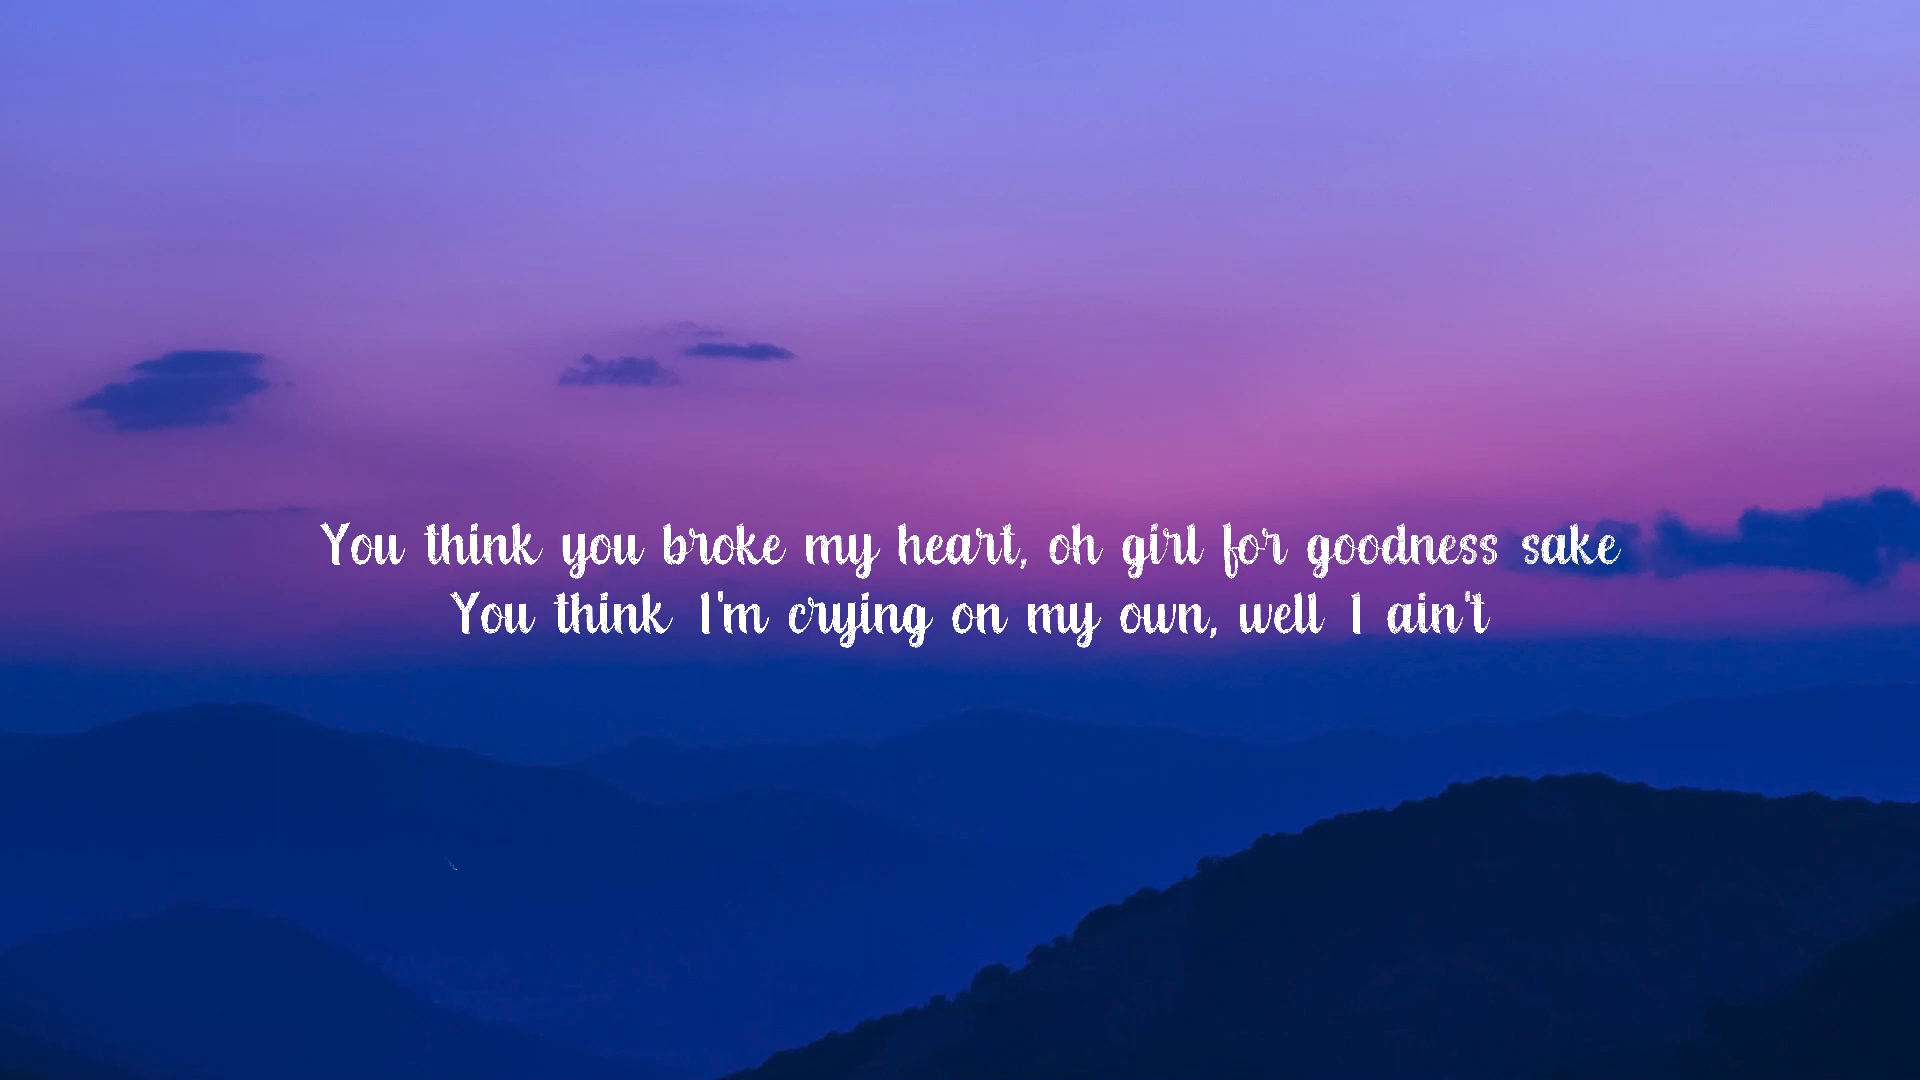 You think you broke my heart, oh girl for goodness sake
You think I'm crying on my own, well I ain't